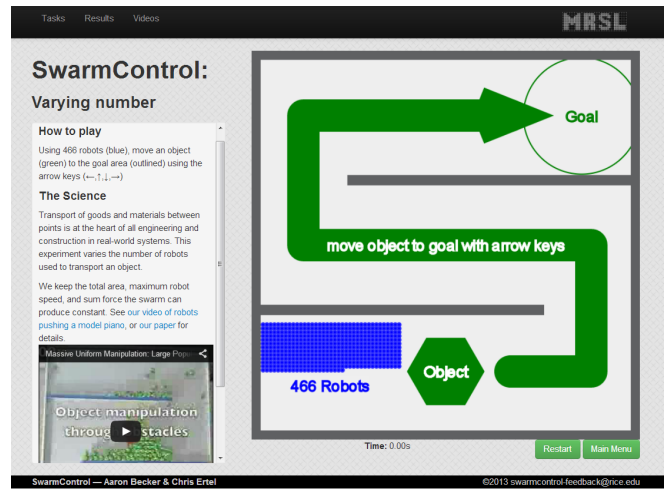 Tasks Results Videos
MRSL
SwarmControl:
Varying number
How to play
Using 466 robots (blue), move an object
(green) to the goal area (outlined) using the
arrow keys (←,↑,↓,→)
The Science
Transport of goods and materials between
points is at the heart of all engineering and
construction in real-world systems. This
experiment varies the number of robots
used to transport an object.
We keep the total area, maximum robot
speed, and sum force the swarm can
produce constant. See our video of robots
pushing a model piano, or our paper for
details.
Massive Uniform Manipulation: Large Popu
Object manipulation
through obstacles
Goal
move object to goal with arrow keys
466 Robots
Object
Time: 0.00s
Restart
Main Menu
SwarmControl — Aaron Becker & Chris Ertel
©2013 swarmcontrol-feedback@rice.edu